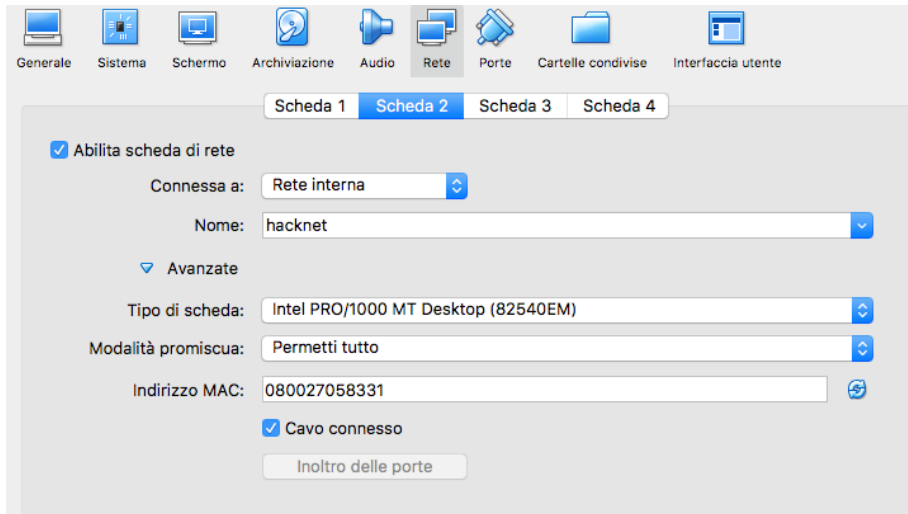 Generale Sistema Schermo Archiviazione Audio Rete Porte Cartelle condivise Interfaccia utente
Scheda 1 Scheda 2 Scheda 3 Scheda 4
Abilita scheda di rete
Connessa a: Rete interna
Nome: hacknet
Avanzate
Tipo di scheda: Intel PRO/1000 MT Desktop (82540EM)
Modalità promiscua: Permetti tutto
Indirizzo MAC: 080027058331
Cavo connesso
Inoltro delle porte